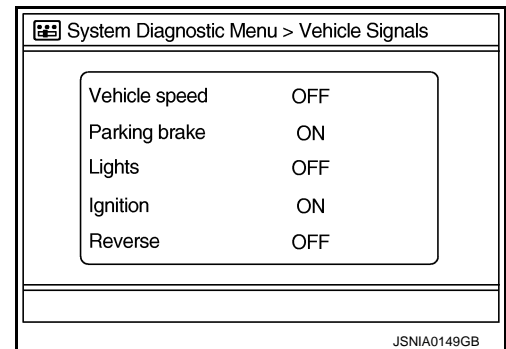 System Diagnostic Menu > Vehicle Signals
Vehicle speed OFF
Parking brake ON
Lights OFF
Ignition ON
Reverse OFF
JSNIA0149GB